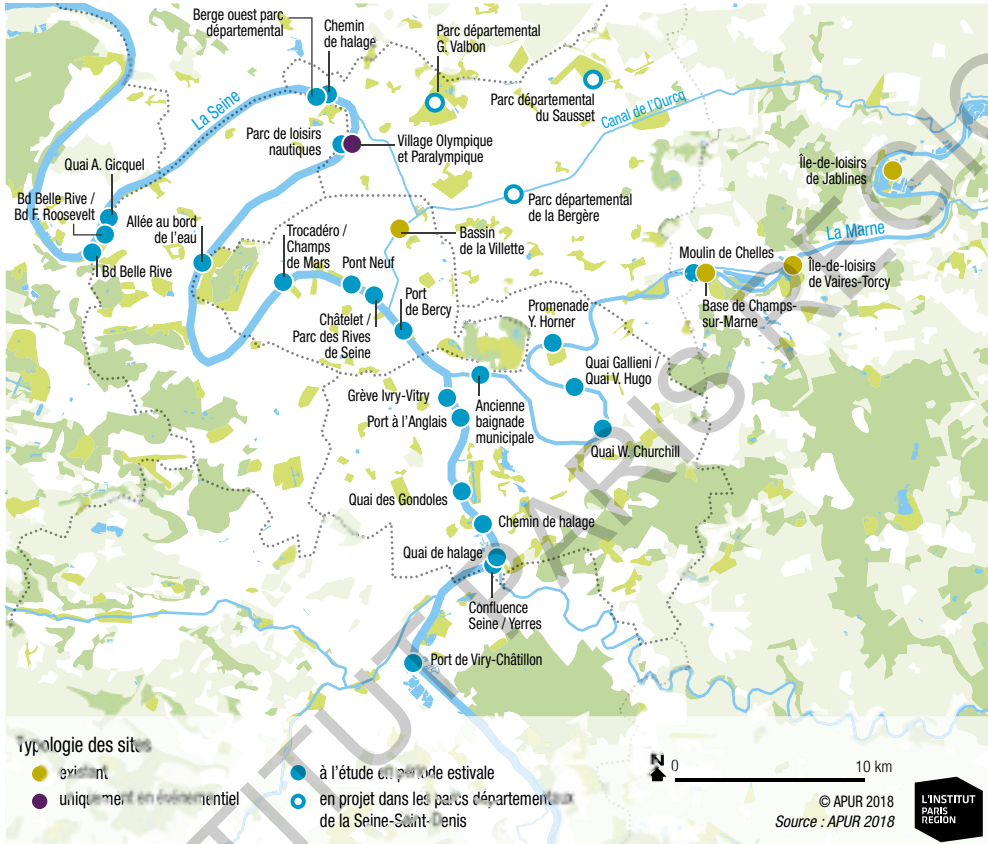 Berge ouest parc
départemental
Chemin
de halage
Parc départemental
G. Valbon
Parc départemental
du Sausset
La Seine
Canal de l'Ourcq
Parc de loisirs
nautiques
Village Olympique
et Paralympique
Quai A. Gicquel
Bd Belle Rive /
Bd F. Roosevelt
Allée au bord
de l'eau
Bd Belle Rive
Trocadéro /
Champs
de Mars
Pont Neuf
Bassin
de la Villette
Parc départemental
de la Bergère
Île-de-loisirs
de Jablines
La Marne
Moulin de Chelles
Île-de-loisirs
de Vaires-Torcy
Base de Champs-
sur-Marne
Châtelet /
Parc des Rives
de Seine
Port
de Bercy
Promenade
Y. Horner
Quai Gallieni /
Quai V. Hugo
Grève Ivry-Vitry
Port à l'Anglais
Ancienne
baignade
municipale
Quai W. Churchill
Quai des Gondoles
Chemin de halage
Quai de halage
Confluence
Seine / Yerres
Port de Viry-Châtillon
Typologie des sites
existant
uniquement en événementiel
à l'étude en période estivale
en projet dans les parcs départementaux
de la Seine-Saint-Denis
N
0 10 km
© APUR 2018
Source : APUR 2018
L'INSTITUT
PARIS
REGION
INSTITUT PARIS REGIO